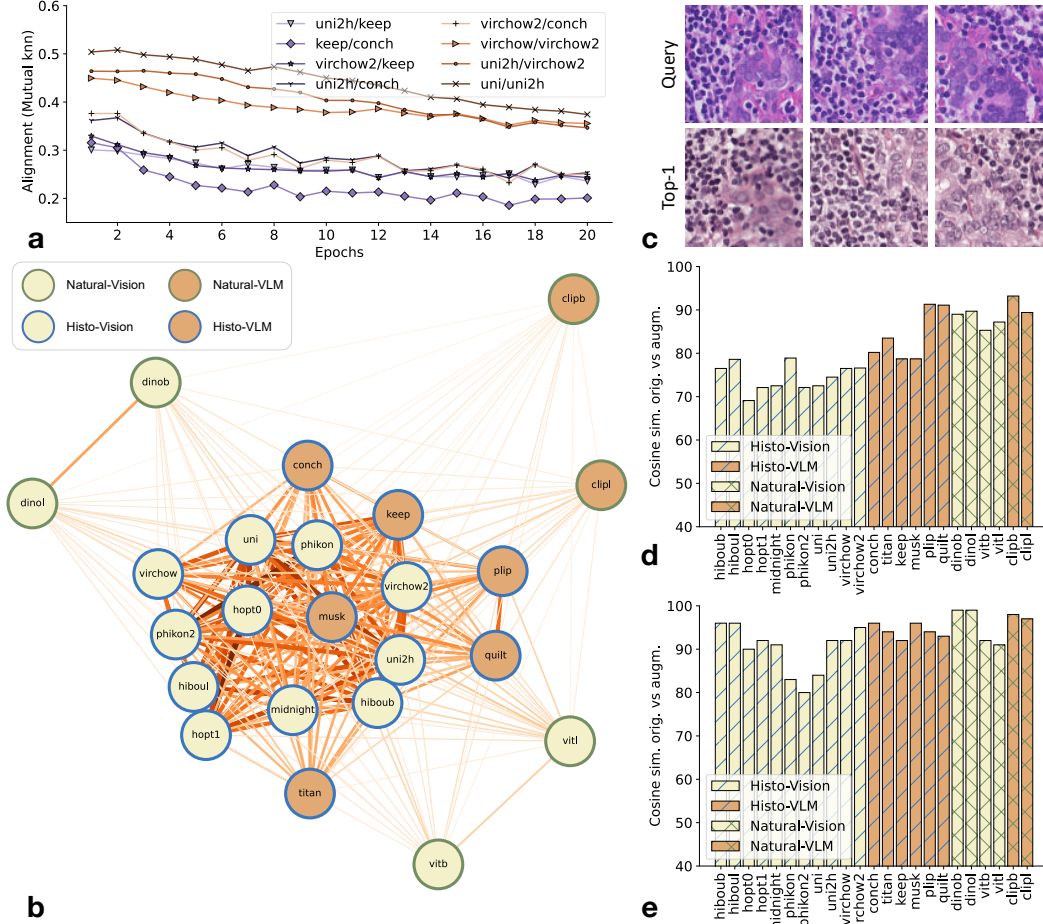 0.6
0.5
0.4
0.3
0.2
Alignment (Mutual knn)
2 4 6 8 10 12 14 16 18 20
Epochs
uni2h/keep
keep/conch
virchow2/keep
uni2h/conch
virchow2/conch
virchow/virchow2
uni2h/virchow2
uni/uni2h
a
Query
Top-1
c
Natural-Vision
Natural-VLM
Histo-Vision
Histo-VLM
clipb
dinob
conch
clipl
dinol
keep
uni
phikon
virchow
plip
virchow2
hopt0
musk
phikon2
quilt
uni2h
hiboul
hiboub
midnight
hopt1
vitl
titan
vitb
b
100
90
80
70
60
50
40
Cosine sim. orig. vs augm.
Histo-Vision
Histo-VLM
Natural-Vision
Natural-VLM
hiboub
hiboul
hopt0
hopt1
midnight
phikon
phikon2
uni
uni2h
virchow
virchow2
conch
titan
keep
musk
plip
quilt
dinob
dinol
vitb
vitl
clipb
clipl
d
100
90
80
70
60
50
40
Cosine sim. orig. vs augm.
Histo-Vision
Histo-VLM
Natural-Vision
Natural-VLM
hiboub
hiboul
hopt0
hopt1
midnight
phikon
phikon2
uni
uni2h
virchow
rchow2
conch
titan
keep
musk
plip
quilt
dinob
dinol
vitb
vitl
clipb
clipl
e